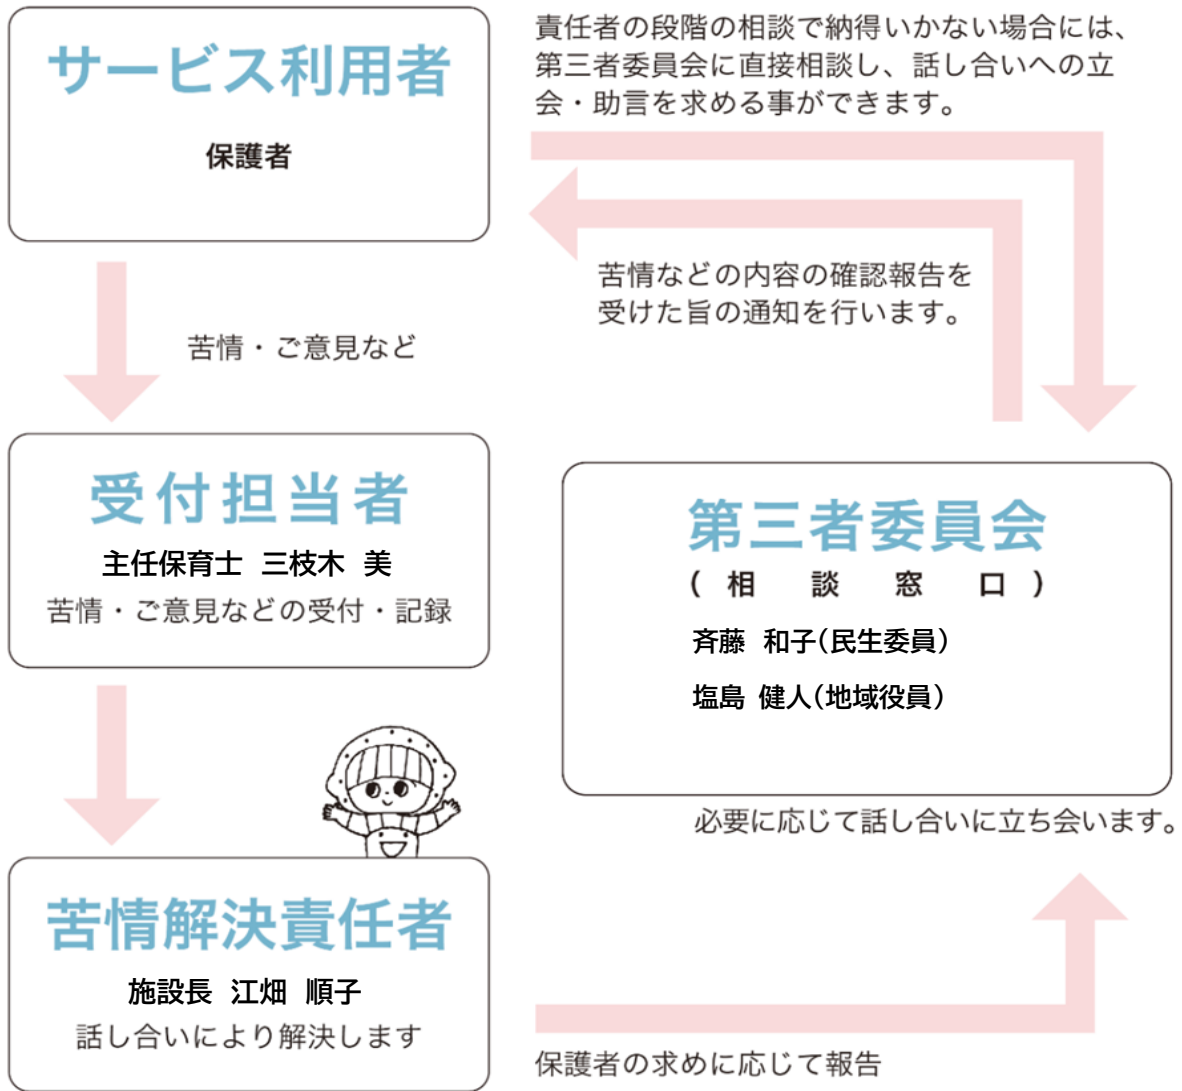 サービス利用者
保護者
責任者の段階の相談で納得いかない場合には、
第三者委員会に直接相談し、話し合いへの立
会・助言を求める事ができます。
苦情などの内容の確認報告を
受けた旨の通知を行います。
苦情・ご意見など
受付担当者
主任保育士 三枝木 美
苦情・ご意見などの受付・記録
第三者委員会
(相談窓口)
斉藤 和子(民生委員)
塩島 健人(地域役員)
必要に応じて話し合いに立ち会います。
苦情解決責任者
施設長 江畑 順子
話し合いにより解決します
保護者の求めに応じて報告